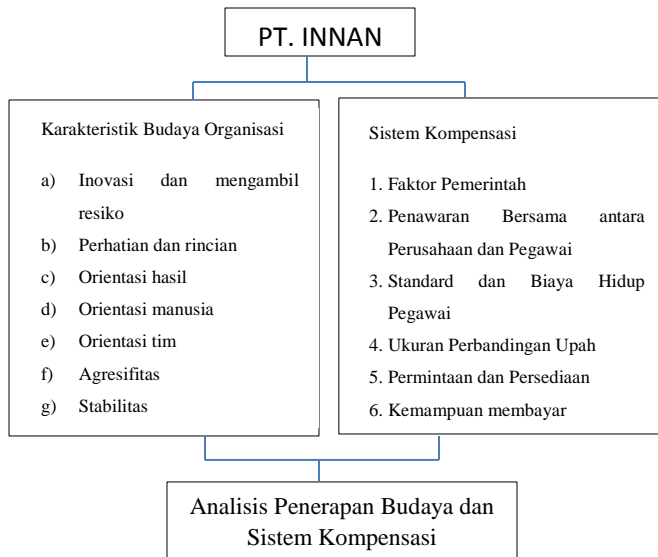 PT. INNAN
Karakteristik Budaya Organisasi
a) Inovasi dan mengambil
resiko
b) Perhatian dan rincian
c) Orientasi hasil
d) Orientasi manusia
e) Orientasi tim
f) Agresifitas
g) Stabilitas
Sistem Kompensasi
1. Faktor Pemerintah
2. Penawaran Bersama antara
Perusahaan dan Pegawai
3. Standard dan Biaya Hidup
Pegawai
4. Ukuran Perbandingan Upah
5. Permintaan dan Persediaan
6. Kemampuan membayar
Analisis Penerapan Budaya dan
Sistem Kompensasi